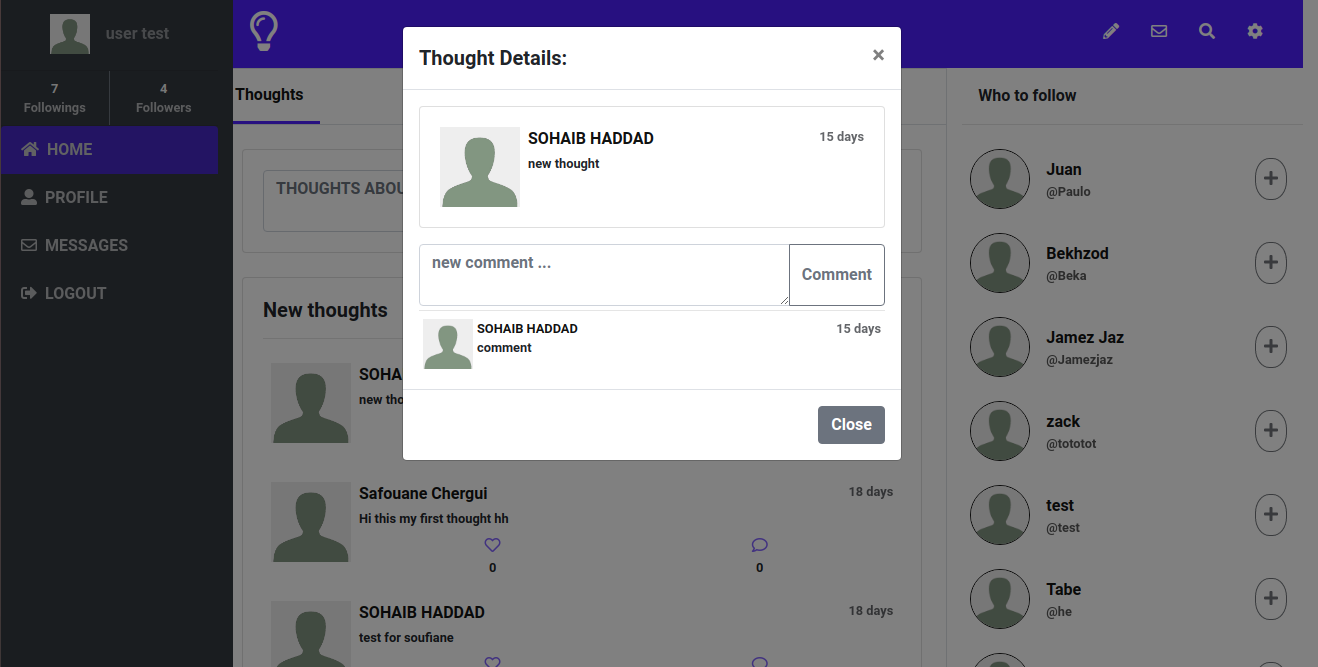 user test
7
Followings
4
Followers
HOME
PROFILE
MESSAGES
LOGOUT
Thoughts
THOUGHTS ABOU
New thoughts
SOHA
new tho
Safouane Chergui
18 days
Hi this my first thought hh
0
0
SOHAIB HADDAD
18 days
test for soufiane
Thought Details:
×
SOHAIB HADDAD
15 days
new thought
new comment ...
Comment
SOHAIB HADDAD
15 days
comment
Close
Who to follow
Juan
@Paulo
Bekhzod
@Beka
Jamez Jaz
@Jamezjaz
zack
@tototot
test
@test
Tabe
@he